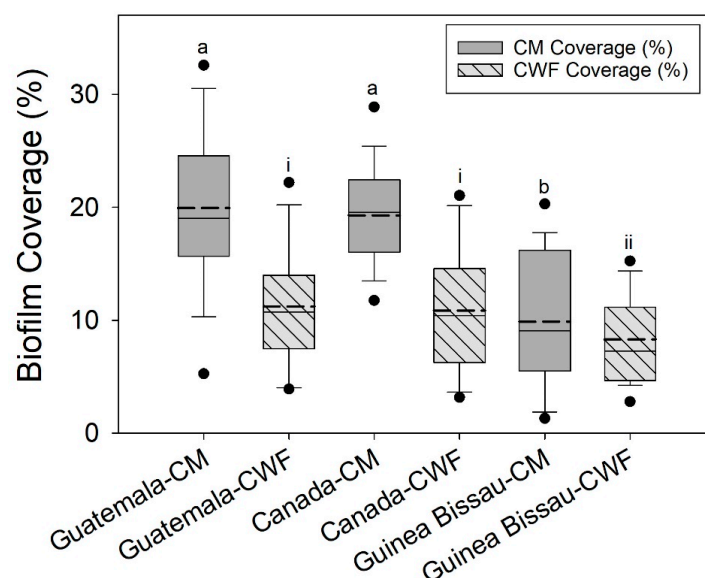 Biofilm Coverage (%)
30
20
10
0
CM Coverage (%)
CWF Coverage (%)
a
i
a
i
b
ii
Guatemala-CM
Guatemala-CWF
Canada-CM
Canada-CWF
Guinea Bissau-CM
Guinea Bissau-CWF